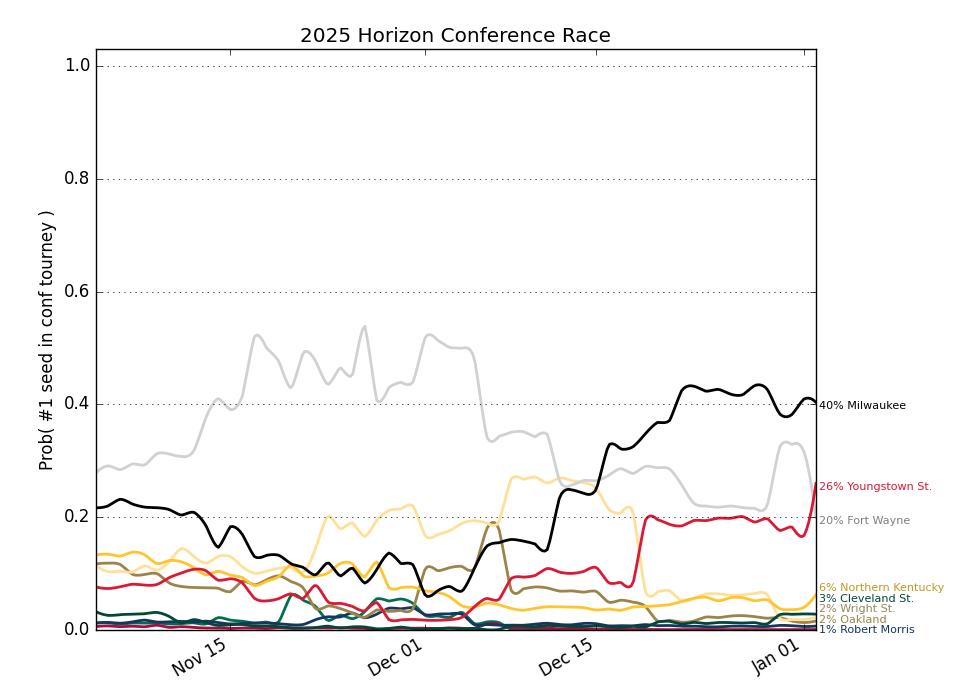 2025 Horizon Conference Race
Prob( #1 seed in conf tourney )
1.0
0.8
0.6
0.4
0.2
0.0
40% Milwaukee
26% Youngstown St.
20% Fort Wayne
6% Northern Kentucky
3% Cleveland St.
2% Wright St.
2% Oakland
1% Robert Morris
Nov 15
Dec 01
Dec 15
Jan 01